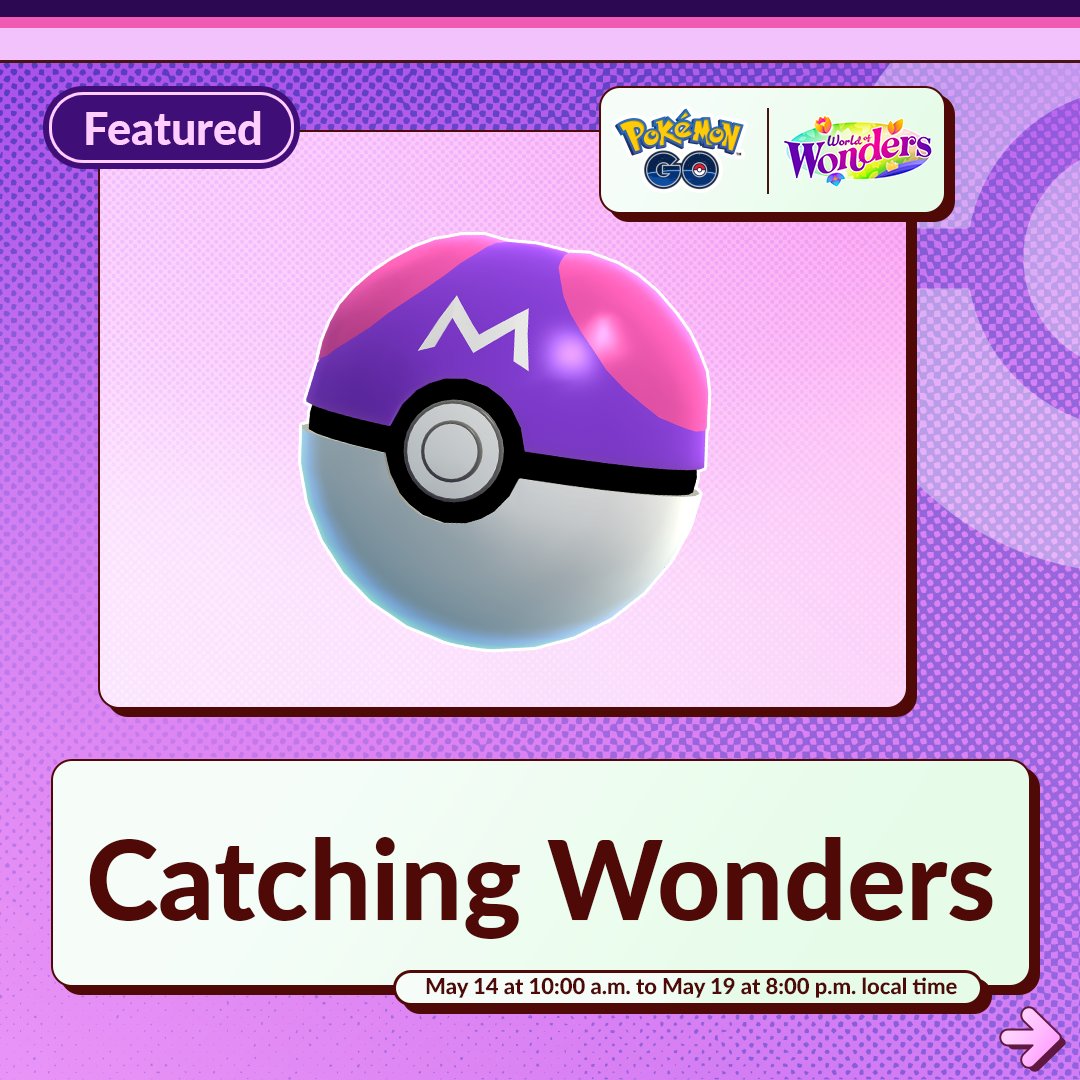 Featured
POKéMON
GO
World of
Wonders
M
Catching Wonders
May 14 at 10:00 a.m. to May 19 at 8:00 p.m. local time